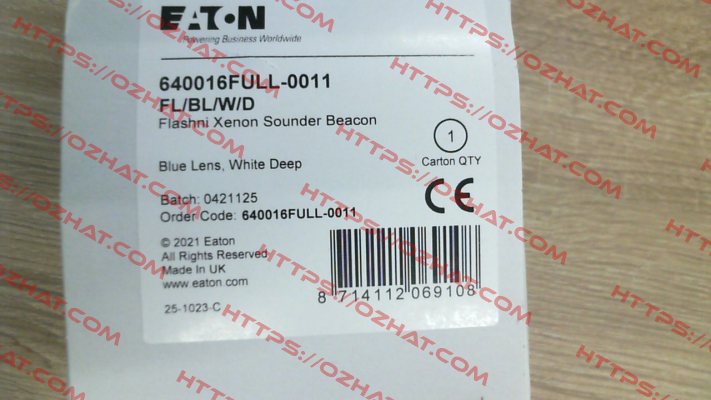 EATON
Powering Business Worldwide
640016FULL-0011
FL/BL/W/D
Flashni Xenon Sounder Beacon
1
Carton QTY
Blue Lens, White Deep
CE
Batch: 0421125
Order Code: 640016FULL-0011
© 2021 Eaton
All Rights Reserved
Made In UK
www.eaton.com
25-1023-C
8 714112 069108
HTTPS://OZHAT.COM